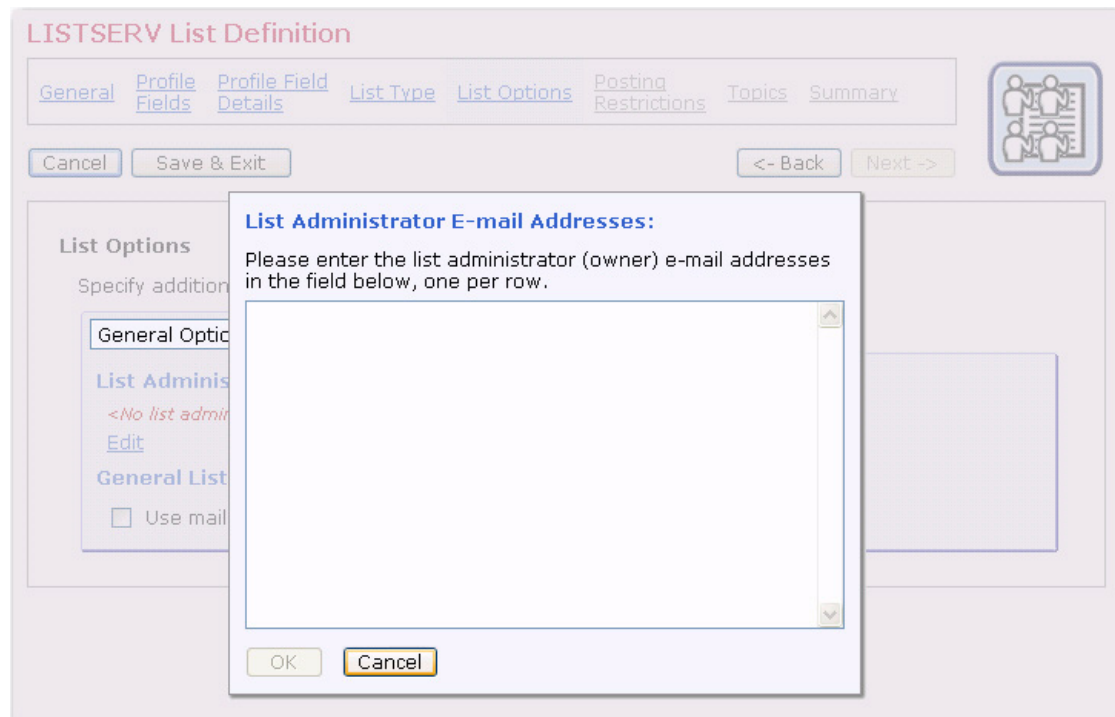 LISTSERV List Definition
General Profile Fields Profile Field Details List Type List Options Posting Restrictions Topics Summary
Cancel Save & Exit <- Back Next ->
List Administrator E-mail Addresses:
Please enter the list administrator (owner) e-mail addresses
in the field below, one per row.
List Options
Specify addition
General Optio
List Adminis
<No list admin
Edit
General List
Use mail
OK Cancel